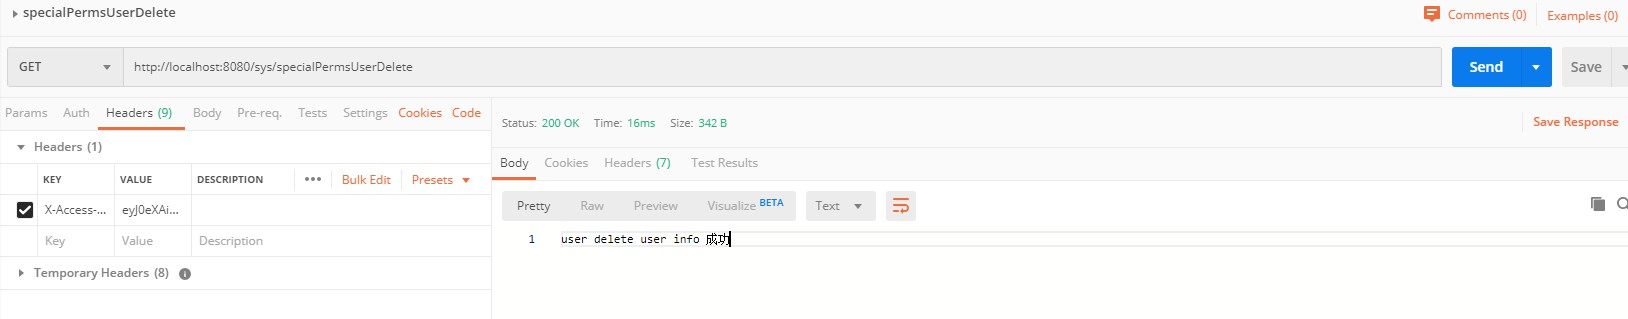 specialPermsUserDelete
Comments (0) Examples (0)
GET http://localhost:8080/sys/specialPermsUserDelete Send Save
Params Auth Headers (9) Body Pre-req. Tests Settings Cookies Code
Status: 200 OK Time: 16ms Size: 342 B Save Response
Headers (1)
Body Cookies Headers (7) Test Results
KEY VALUE DESCRIPTION ••• Bulk Edit Presets
Pretty Raw Preview Visualize BETA Text
X-Access-... eyJ0eXAi...
Key Value Description
1 user delete user info 成功
Temporary Headers (8)